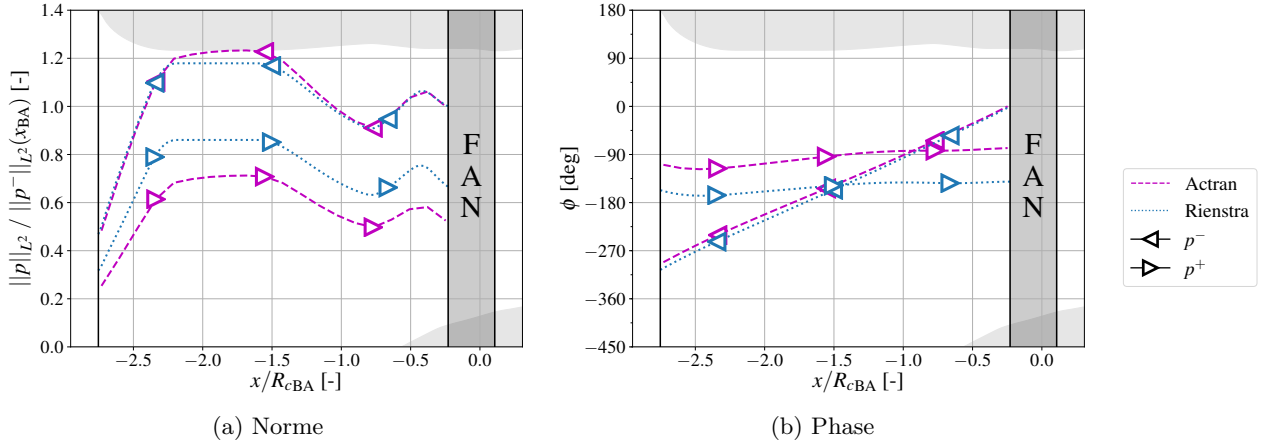 ||p||_{L^2} / ||p^-||_{L^2}(x_{BA}) [-]
1.4
1.2
1.0
0.8
0.6
0.4
0.2
0.0
−2.5
−2.0
−1.5
−1.0
−0.5
0.0
x/R_{cBA} [-]
F
A
N
(a) Norme
ϕ [deg]
180
90
0
−90
−180
−270
−360
−450
−2.5
−2.0
−1.5
−1.0
−0.5
0.0
x/R_{cBA} [-]
F
A
N
(b) Phase
Actran
Rienstra
p^-
p^+